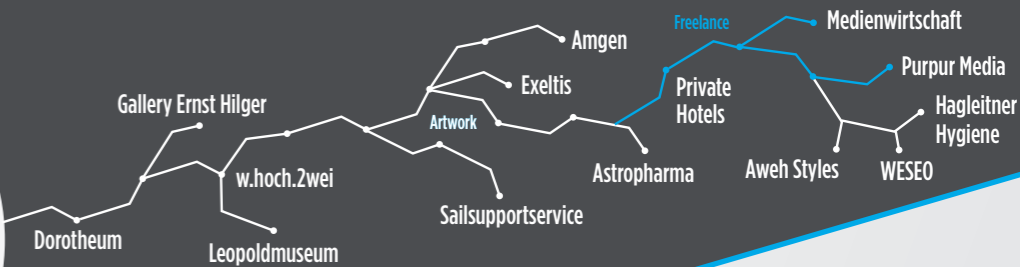 Freelance
Medienwirtschaft
Amgen
Purpur Media
Exeltis
Private
Hotels
Gallery Ernst Hilger
Hagleitner
Hygiene
Artwork
Astropharma
Aweh Styles
WESEO
w.hoch.2wei
Sailsupportservice
Dorotheum
Leopoldmuseum